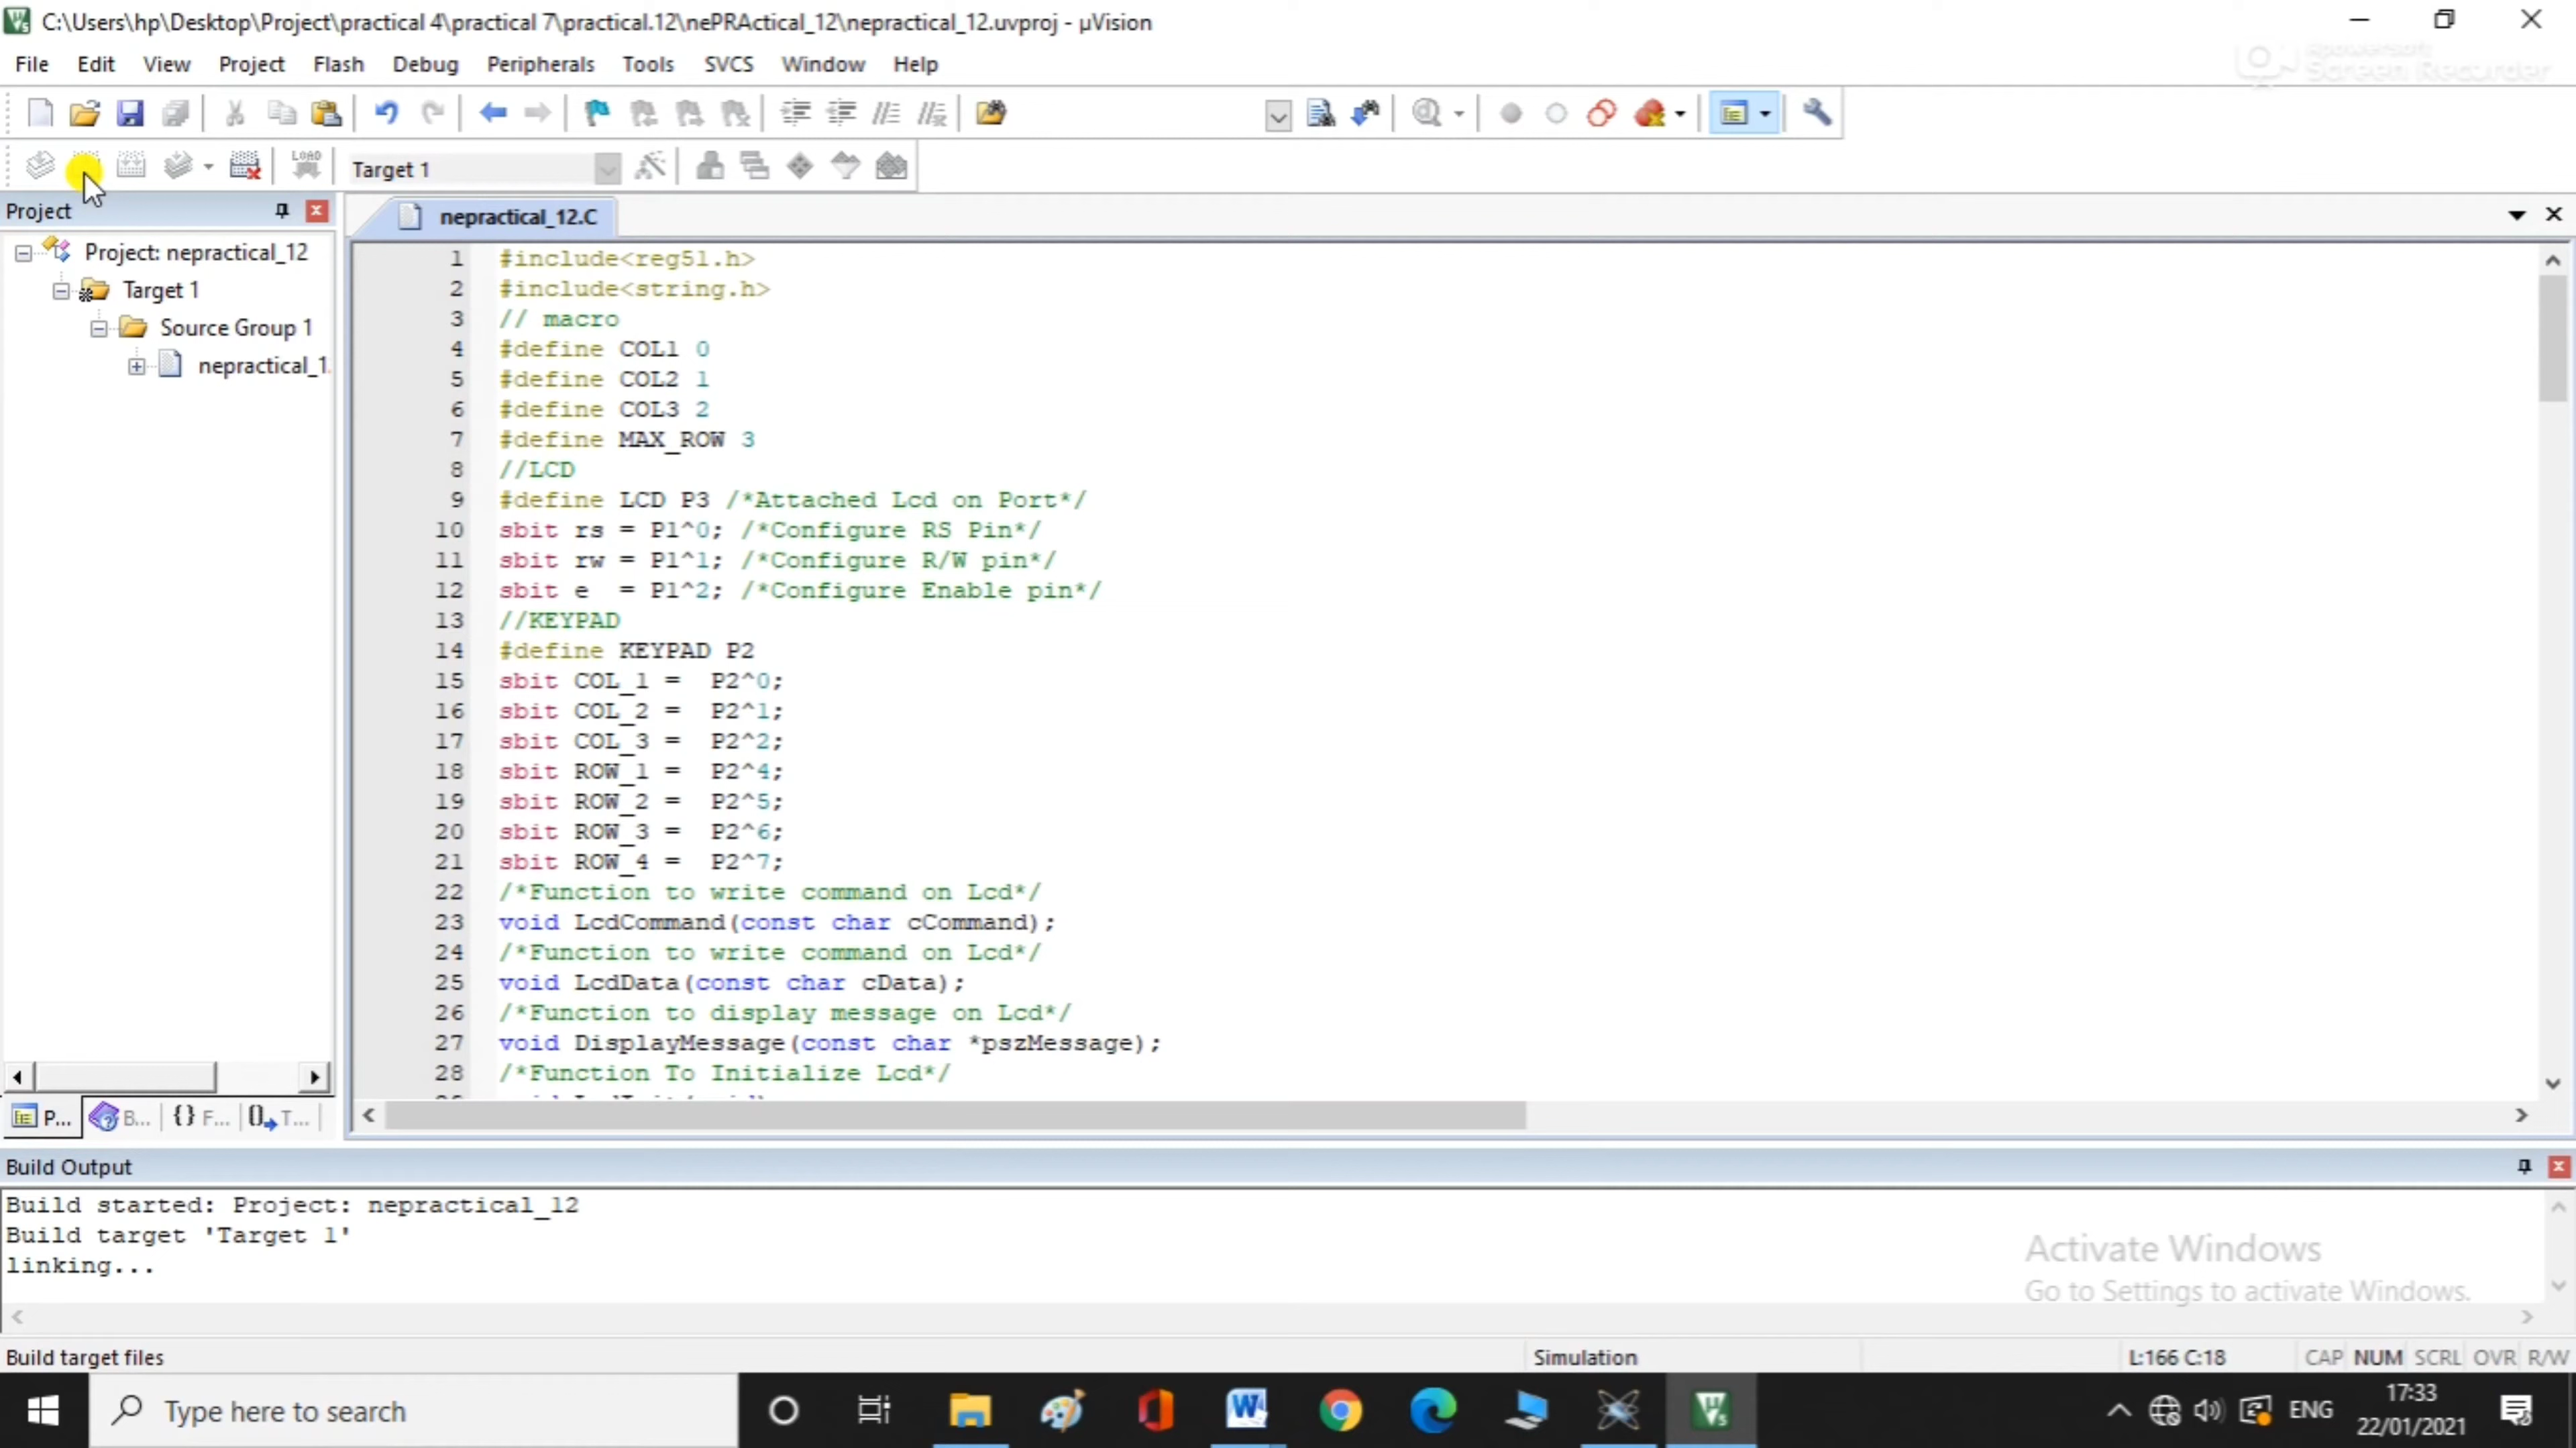 C:\Users\hp\Desktop\Project\practical 4\practical 7\practical.12\nePRActical_12\nepractical_12.uvproj - µVision
File Edit View Project Flash Debug Peripherals Tools SVCS Window Help
Apowersoft
Screen Recorder
LOAD
Target 1
Project
nepractical_12.C
Project: nepractical_12
Target 1
Source Group 1
nepractical_1
1 #include<reg51.h>
2 #include<string.h>
3 // macro
4 #define COL1 0
5 #define COL2 1
6 #define COL3 2
7 #define MAX_ROW 3
8 //LCD
9 #define LCD P3 /*Attached Lcd on Port*/
10 sbit rs = P1^0; /*Configure RS Pin*/
11 sbit rw = P1^1; /*Configure R/W pin*/
12 sbit e  = P1^2; /*Configure Enable pin*/
13 //KEYPAD
14 #define KEYPAD P2
15 sbit COL_1 =  P2^0;
16 sbit COL_2 =  P2^1;
17 sbit COL_3 =  P2^2;
18 sbit ROW_1 =  P2^4;
19 sbit ROW_2 =  P2^5;
20 sbit ROW_3 =  P2^6;
21 sbit ROW_4 =  P2^7;
22 /*Function to write command on Lcd*/
23 void LcdCommand(const char cCommand);
24 /*Function to write command on Lcd*/
25 void LcdData(const char cData);
26 /*Function to display message on Lcd*/
27 void DisplayMessage(const char *pszMessage);
28 /*Function To Initialize Lcd*/
P... B... {} F... T...
Build Output
Build started: Project: nepractical_12
Build target 'Target 1'
linking...
Activate Windows
Go to Settings to activate Windows.
Build target files Simulation L:166 C:18 CAP NUM SCRL OVR R/W
Type here to search
ENG
17:33
22/01/2021